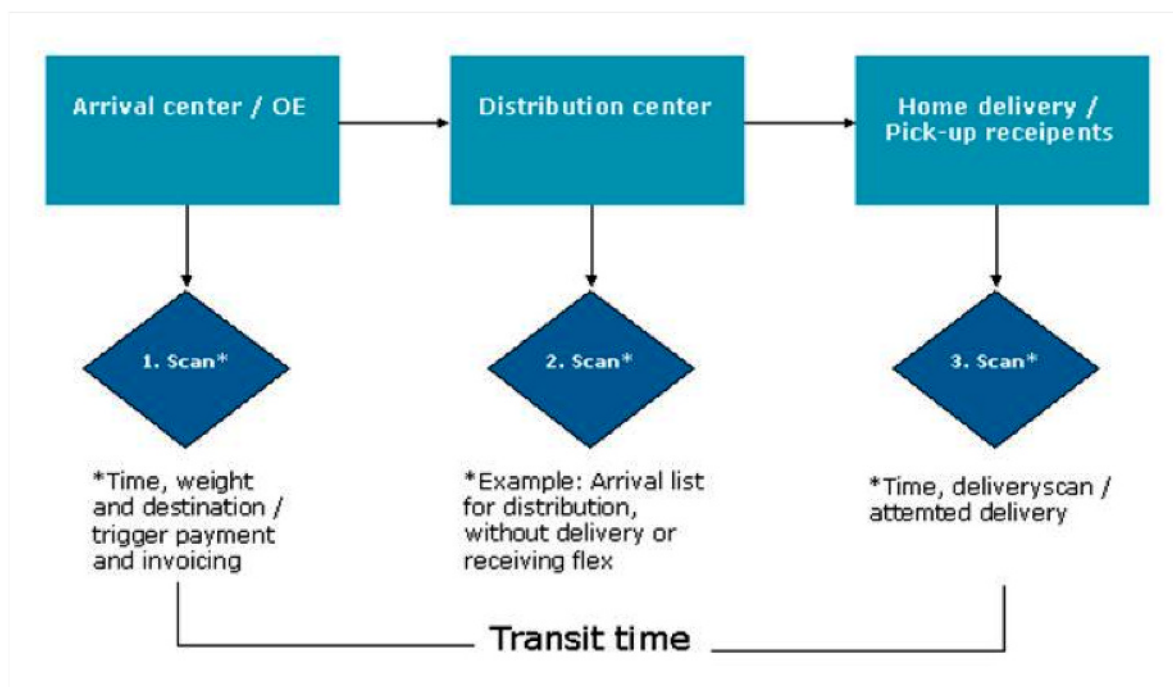 Arrival center / OE
Distribution center
Home delivery /
Pick-up receipents
1. Scan*
2. Scan*
3. Scan*
*Time, weight
and destination /
trigger payment
and invoicing
*Example: Arrival list
for distribution,
without delivery or
receiving flex
*Time, deliveryscan /
attemted delivery
Transit time